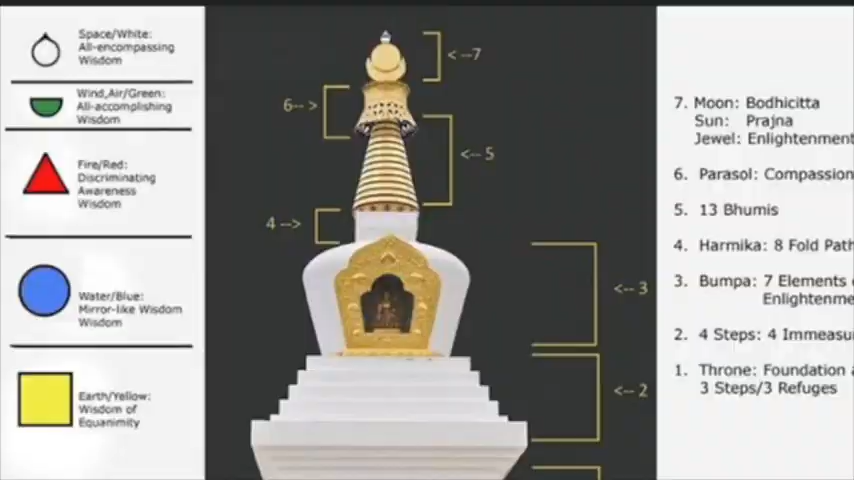 Space/White:
All-encompassing
Wisdom
Wind,Air/Green:
All-accomplishing
Wisdom
Fire/Red:
Discriminating
Awareness
Wisdom
Water/Blue:
Mirror-like Wisdom
Wisdom
Earth/Yellow:
Wisdom of
Equanimity
<--7
6-- >
<-- 5
4 -->
<-- 3
<-- 2
7. Moon: Bodhicitta
Sun: Prajna
Jewel: Enlightenment
6. Parasol: Compassion
5. 13 Bhumis
4. Harmika: 8 Fold Path
3. Bumpa: 7 Elements
Enlightenme
2. 4 Steps: 4 Immeasu
1. Throne: Foundation
3 Steps/3 Refuges